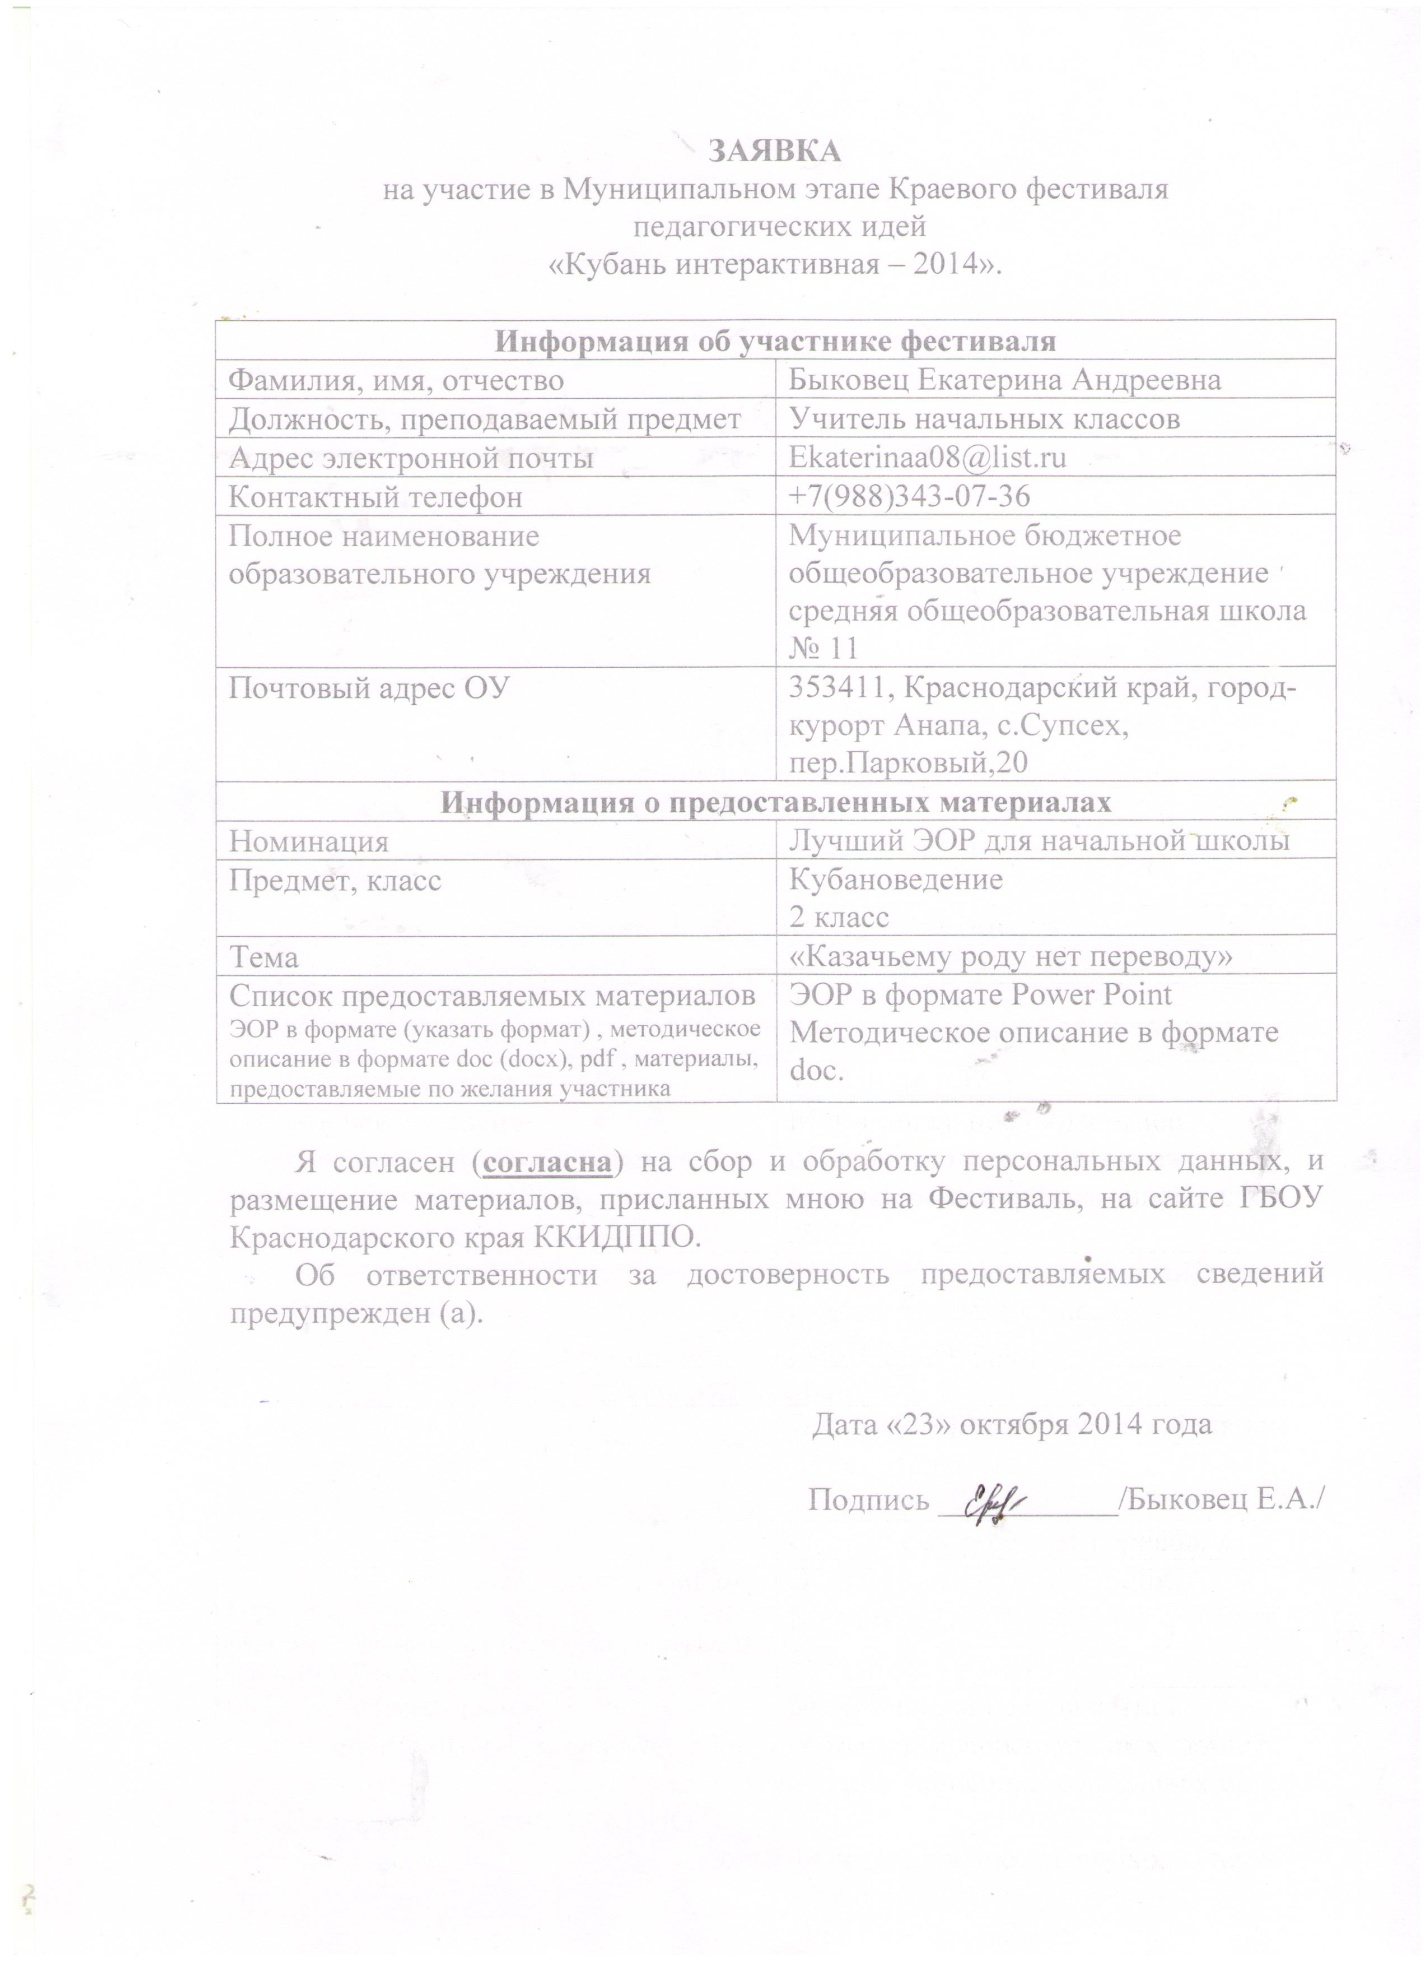 ЗАЯВКА
на участие в Муниципальном этапе Краевого фестиваля
педагогических идей
«Кубань интерактивная – 2014».
Информация об участнике фестиваля
Фамилия, имя, отчество
Быковец Екатерина Андреевна
Должность, преподаваемый предмет
Учитель начальных классов
Адрес электронной почты
Ekaterinaa08@list.ru
Контактный телефон
+7(988)343-07-36
Полное наименование
образовательного учреждения
Муниципальное бюджетное
общеобразовательное учреждение
средняя общеобразовательная школа
№ 11
Почтовый адрес ОУ
353411, Краснодарский край, город-
курорт Анапа, с.Супсех,
пер.Парковый,20
Информация о предоставленных материалах
Номинация
Лучший ЭОР для начальной школы
Предмет, класс
Кубановедение
2 класс
Тема
«Казачьему роду нет переводу»
Список предоставляемых материалов
ЭОР в формате (указать формат) , методическое
описание в формате doc (docx), pdf , материалы,
предоставляемые по желания участника
ЭОР в формате Power Point
Методическое описание в формате
doc.
Я согласен (согласна) на сбор и обработку персональных данных, и
размещение материалов, присланных мною на Фестиваль, на сайте ГБОУ
Краснодарского края ККИДППО.
Об ответственности за достоверность предоставляемых сведений
предупрежден (а).
Дата «23» октября 2014 года
Подпись ___________/Быковец Е.А./